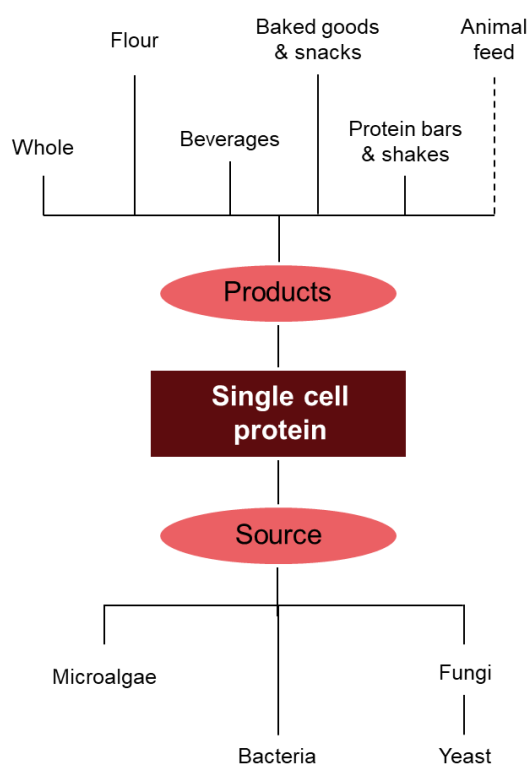 Flour
Baked goods
& snacks
Animal
feed
Whole
Beverages
Protein bars
& shakes
Products
Single cell
protein
Source
Microalgae
Fungi
Bacteria
Yeast